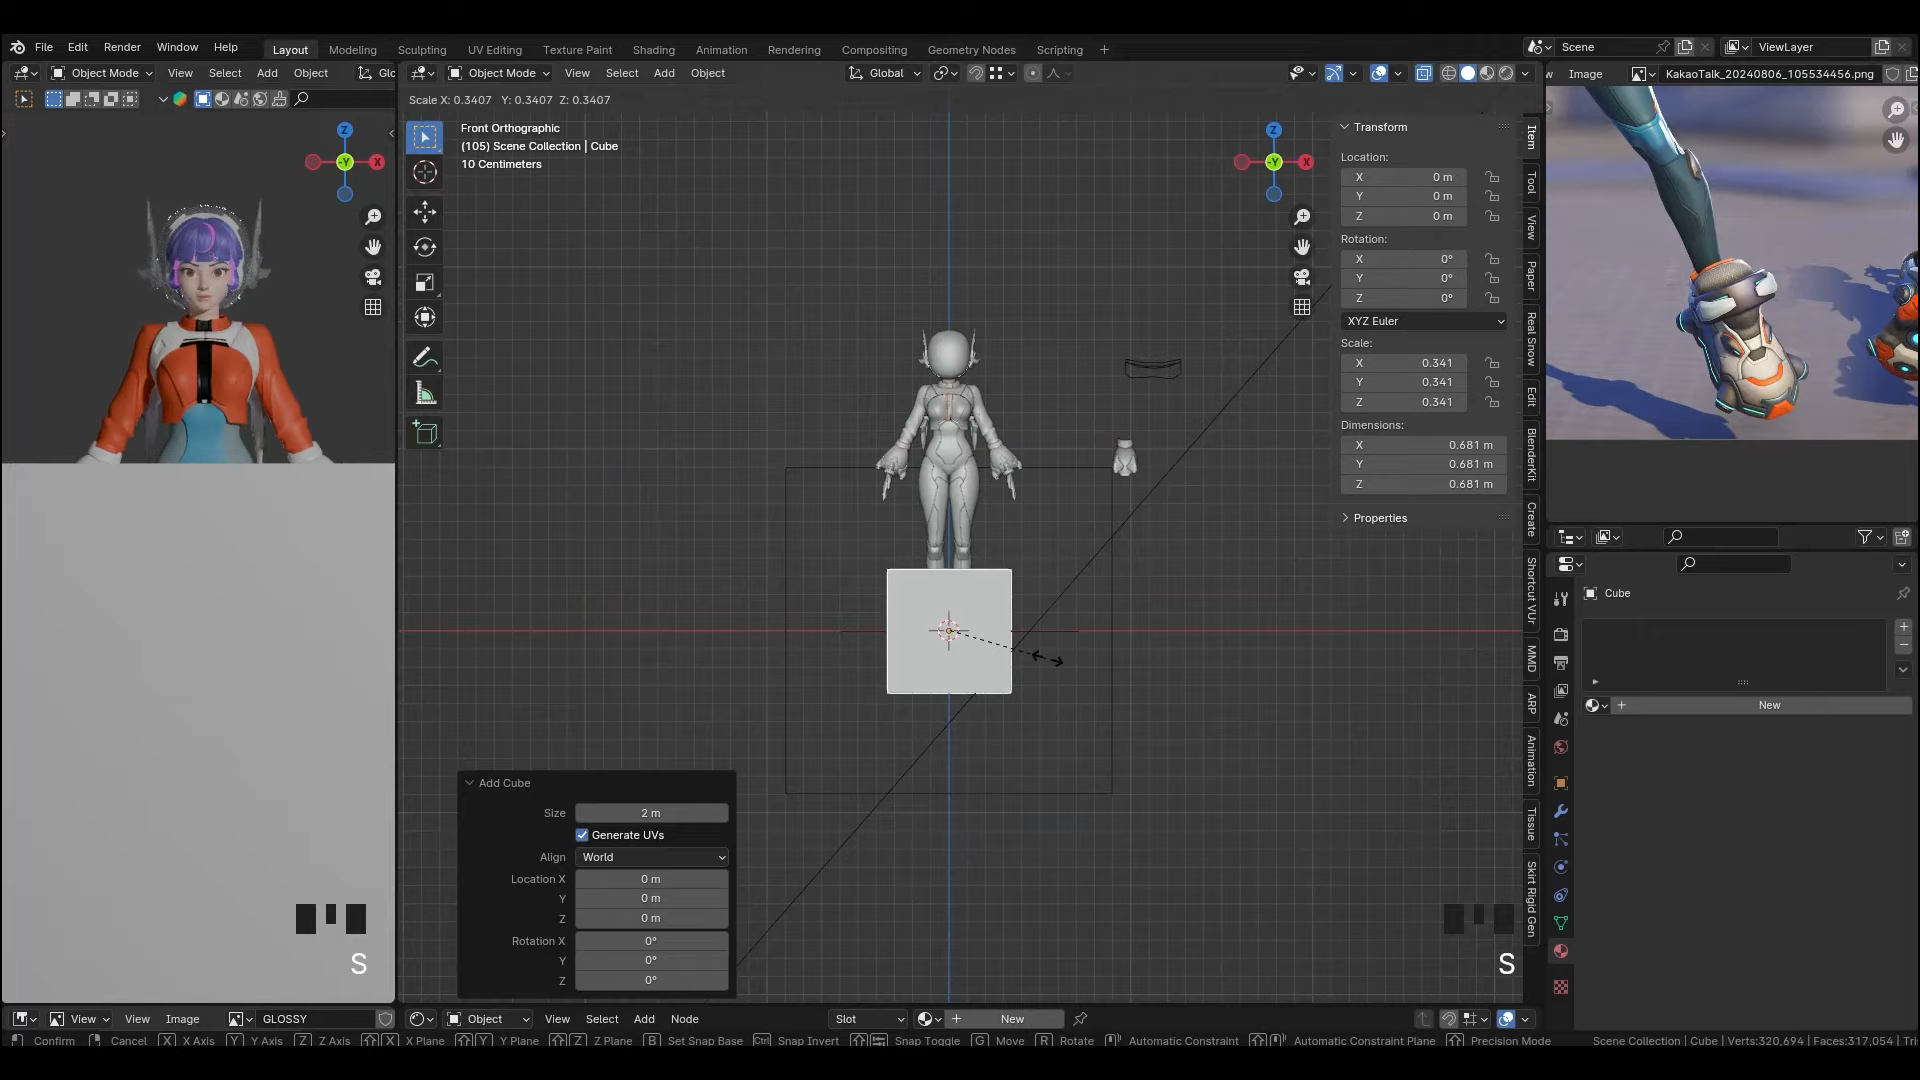 File Edit Render Window Help
Layout Modeling Sculpting UV Editing Texture Paint Shading Animation Rendering Compositing Geometry Nodes Scripting +
Scene ViewLayer
Object Mode View Select Add Object
Object Mode View Select Add Object Global
Image KakaoTalk_20240806_105534456.png
Scale X: 0.3407 Y: 0.3407 Z: 0.3407
Front Orthographic
(105) Scene Collection | Cube
10 Centimeters
Z
-Y
X
Z
-Y
X
Transform
Location:
X 0 m
Y 0 m
Z 0 m
Rotation:
X 0°
Y 0°
Z 0°
XYZ Euler
Scale:
X 0.341
Y 0.341
Z 0.341
Dimensions:
X 0.681 m
Y 0.681 m
Z 0.681 m
Properties
Item
Tool
View
Paper
Real Snow
Edit
BlenderKit
Create
Shortcut VUr
MMD
ARP
Animation
Tissue
Skirt Rigid Gen
Cube
+ New
Add Cube
Size 2 m
Generate UVs
Align World
Location X 0 m
Y 0 m
Z 0 m
Rotation X 0°
Y 0°
Z 0°
S
S
View View Image GLOSSY
Object View Select Add Object Node Slot + New
Confirm Cancel X X Axis Y Y Axis Z Z Axis X X Plane Y Y Plane Z Z Plane B Set Snap Base Ctrl Snap Invert Snap Toggle G Move R Rotate Automatic Constraint Automatic Constraint Plane Precision Mode Scene Collection | Cube | Verts:320,694 | Faces:317,054 |